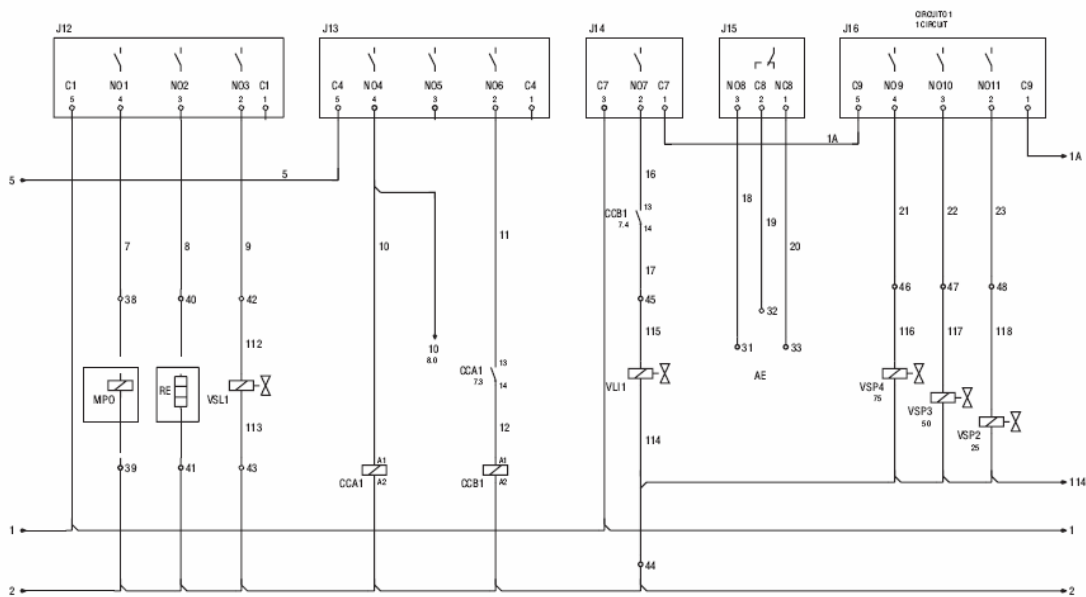 CIRCUITO 1
1 CIRCUIT
J12 J13 J14 J15 J16
C1 NO1 NO2 NO3 C1 C4 NO4 NO5 NO6 C4 C7 NO7 C7 NO8 C8 NC8 C9 NO9 NO10 NO11 C9
5 4 3 2 1 5 4 3 2 1 3 2 1 3 2 1 5 4 3 2 1
1A
1A
5 5
16
18
13
CCB1
7.4
14
21 22 23
19
11
7 8 9 10 20
17
38 40 42 45 46 47 48
32
112 115 116 117 118
10
8.0
31 33
13
CCA1
7.3
14
AE
MPO RE VSL1 VLI1 VSP4
75
VSP3
50
VSP2
25
113 12 114
39 41 43
A1 A1
CCA1 A2 CCB1 A2
114
1 1
44
2 2